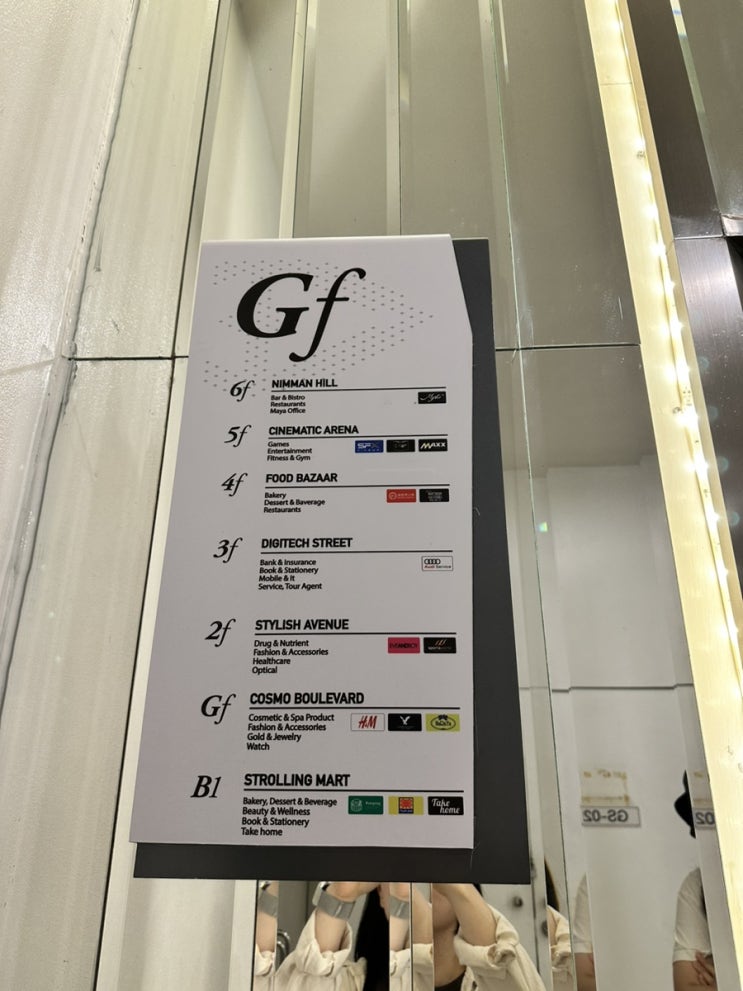 Gf
6f NIMMAN HILL
Bar & Bistro
Restaurants
Maya Office
5f CINEMATIC ARENA
Games
Entertainment
Fitness & Gym
SFX
MAXX
4f FOOD BAZAAR
Bakery
Dessert & Baverage
Restaurants
3f DIGITECH STREET
Bank & Insurance
Book & Stationery
Mobile & it
Service, Tour Agent
Audi Service
2f STYLISH AVENUE
Drug & Nutrient
Fashion & Accessories
Healthcare
Optical
EVEANDBOY
Gf COSMO BOULEVARD
Cosmetic & Spa Product
Fashion & Accessories
Gold & Jewelry
Watch
H&M
B1 STROLLING MART
Bakery, Dessert & Beverage
Beauty & Wellness
Book & Stationery
Take home
Take
home
GS-02